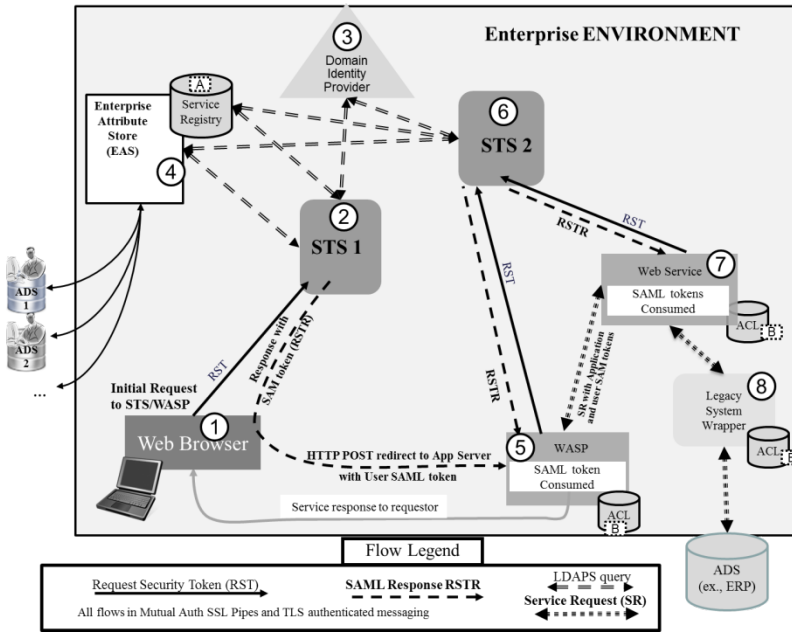 Enterprise ENVIRONMENT
3
Domain
Identity
Provider
A
Service
Registry
Enterprise
Attribute
Store
(EAS)
4
6
STS 2
2
STS 1
RST
RSTR
7
Web Service
SAML tokens
Consumed
ACL
B
ADS
1
ADS
2
...
RST
Response with
SAM token (RSTR)
RST
RSTR
SR with Application
and user SAM tokens
8
Legacy
System
Wrapper
ACL
B
Initial Request
to STS/WASP
1
Web Browser
HTTP POST redirect to App Server
with User SAML token
5
WASP
SAML token
Consumed
ACL
B
Service response to requestor
ADS
(ex., ERP)
Flow Legend
Request Security Token (RST)
SAML Response RSTR
LDAPS query
Service Request (SR)
All flows in Mutual Auth SSL Pipes and TLS authenticated messaging